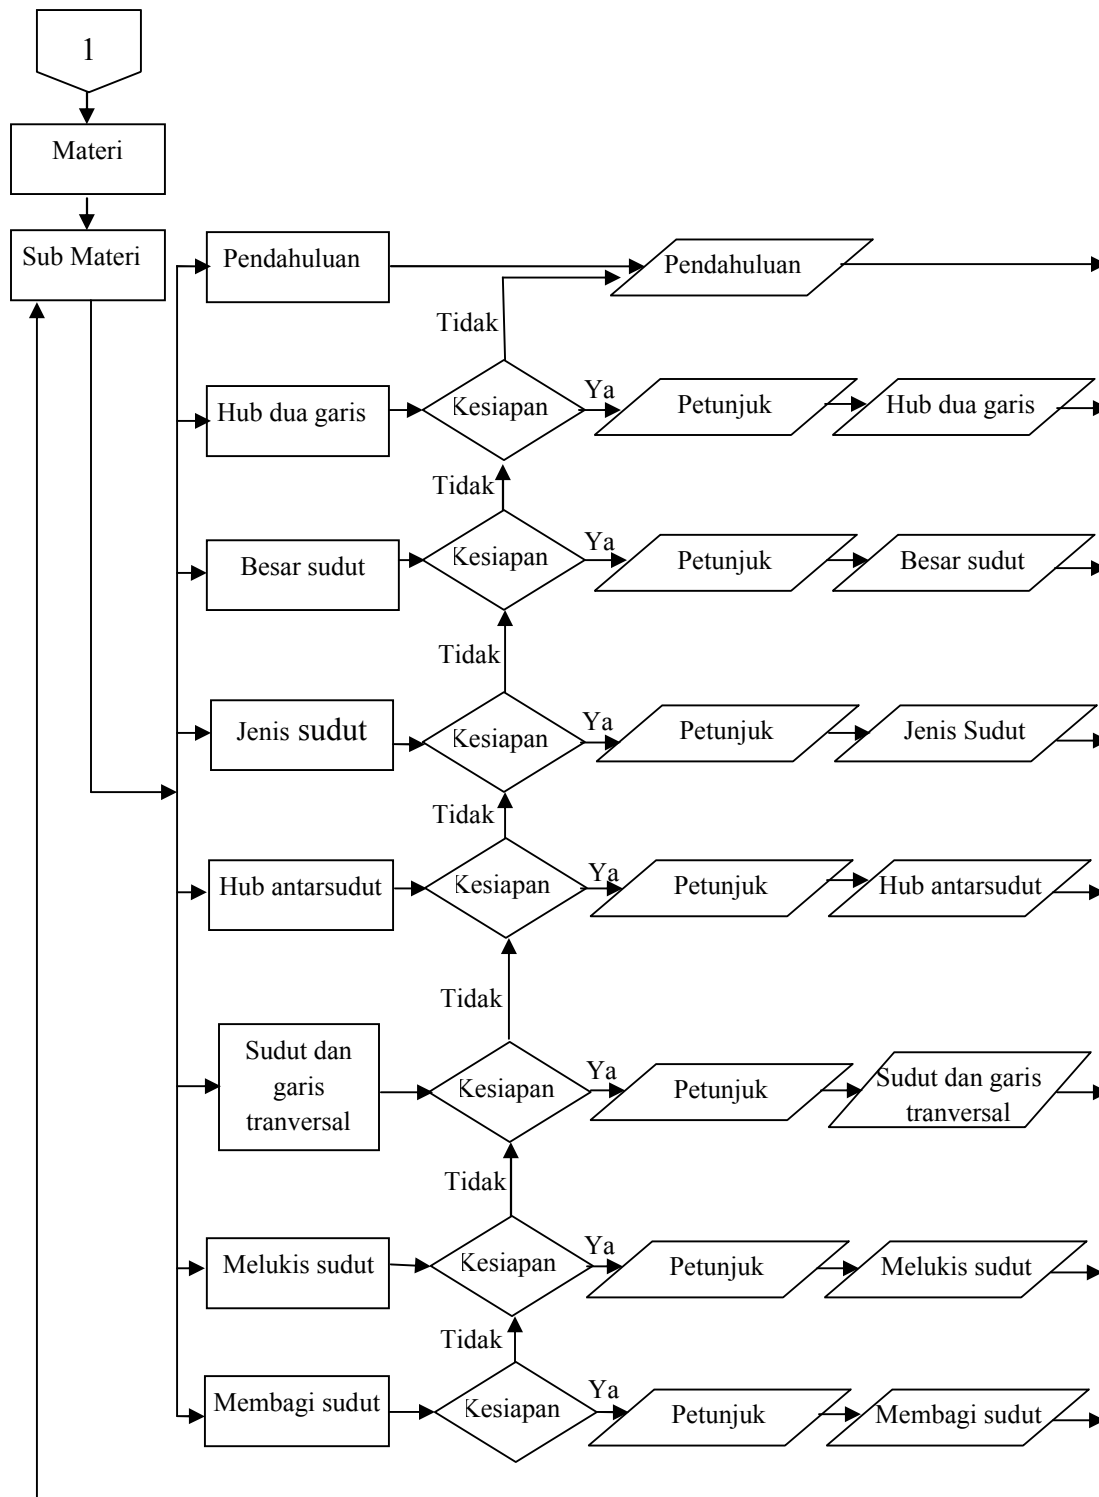 1
Materi
Sub Materi
Pendahuluan
Pendahuluan
Tidak
Hub dua garis
Kesiapan
Ya
Petunjuk
Hub dua garis
Tidak
Besar sudut
Kesiapan
Ya
Petunjuk
Besar sudut
Tidak
Jenis sudut
Kesiapan
Ya
Petunjuk
Jenis Sudut
Tidak
Hub antarsudut
Kesiapan
Ya
Petunjuk
Hub antarsudut
Tidak
Sudut dan
garis
tranversal
Kesiapan
Ya
Petunjuk
Sudut dan garis
tranversal
Tidak
Melukis sudut
Kesiapan
Ya
Petunjuk
Melukis sudut
Tidak
Membagi sudut
Kesiapan
Ya
Petunjuk
Membagi sudut